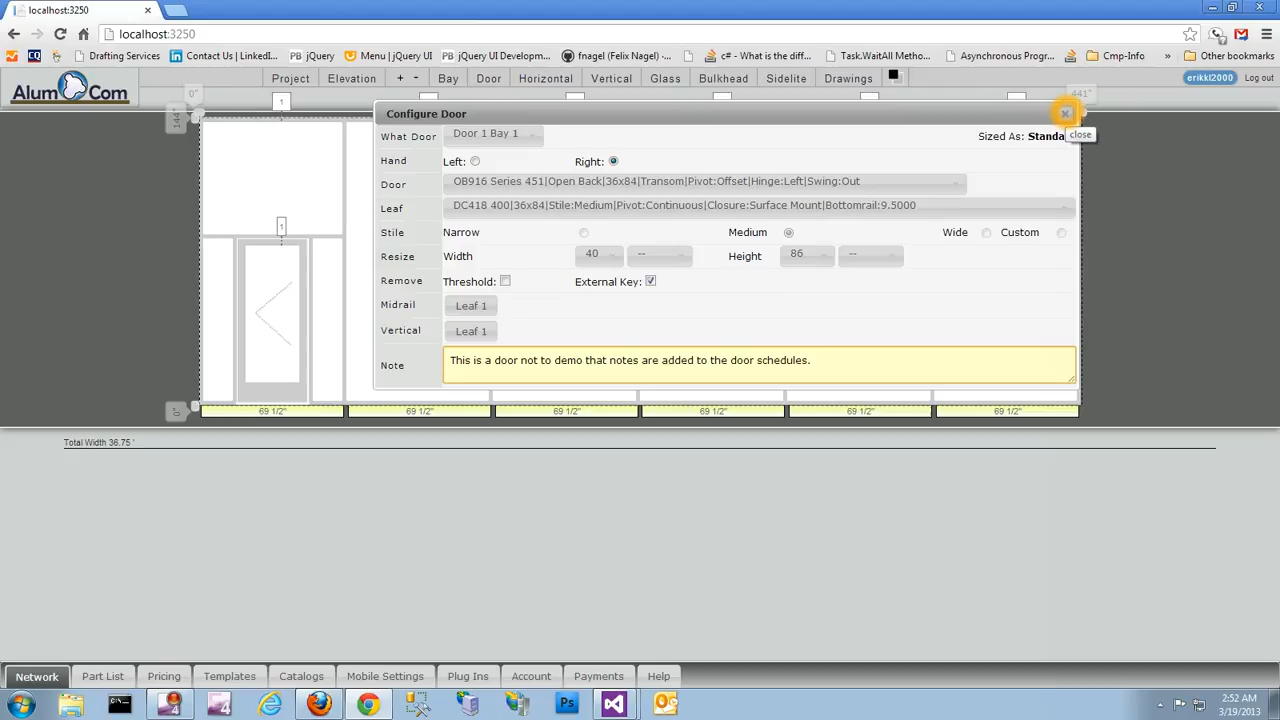 localhost:3250
localhost:3250
Drafting Services
Contact Us | LinkedI...
jQuery
Menu | jQuery UI
jQuery UI Developm...
fnagel (Felix Nagel)
c# - What is the diff...
Task.WaitAll Metho...
Asynchronous Progr...
Cmp-Info
»
Other bookmarks
Alum Com
Project
Elevation
+ -
Bay
Door
Horizontal
Vertical
Glass
Bulkhead
Sidelite
Drawings
erikkl2000
Log out
0"
1
441"
144"
Configure Door
close
What Door
Door 1 Bay 1
Sized As: Standa
Hand
Left:
Right:
Door
OB916 Series 451|Open Back|36x84|Transom|Pivot:Offset|Hinge:Left|Swing:Out
Leaf
DC418 400|36x84|Stile:Medium|Pivot:Continuous|Closure:Surface Mount|Bottomrail:9.5000
Stile
Narrow
Medium
Wide
Custom
Resize
Width
40
--
Height
86
--
Remove
Threshold:
External Key:
Midrail
Leaf 1
Vertical
Leaf 1
Note
This is a door not to demo that notes are added to the door schedules.
1
0"
69 1/2"
69 1/2"
69 1/2"
69 1/2"
69 1/2"
69 1/2"
Total Width 36.75 '
Network
Part List
Pricing
Templates
Catalogs
Mobile Settings
Plug Ins
Account
Payments
Help
2:52 AM
3/19/2013